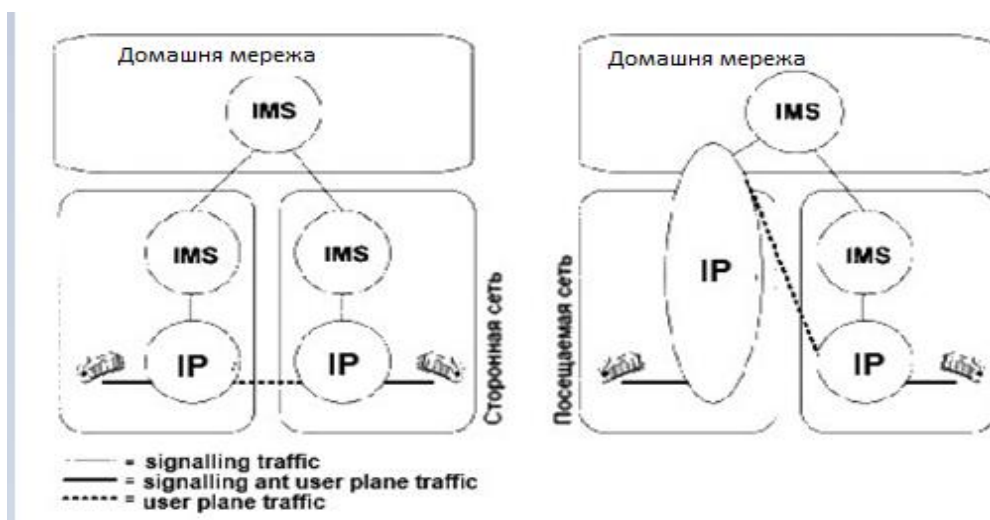 Домашня мережа
IMS
IMS
IMS
IP
IP
Сторонная сеть
Домашня мережа
IMS
IP
IMS
IP
Посещаемая сеть
= signalling traffic
= signalling ant user plane traffic
= user plane traffic